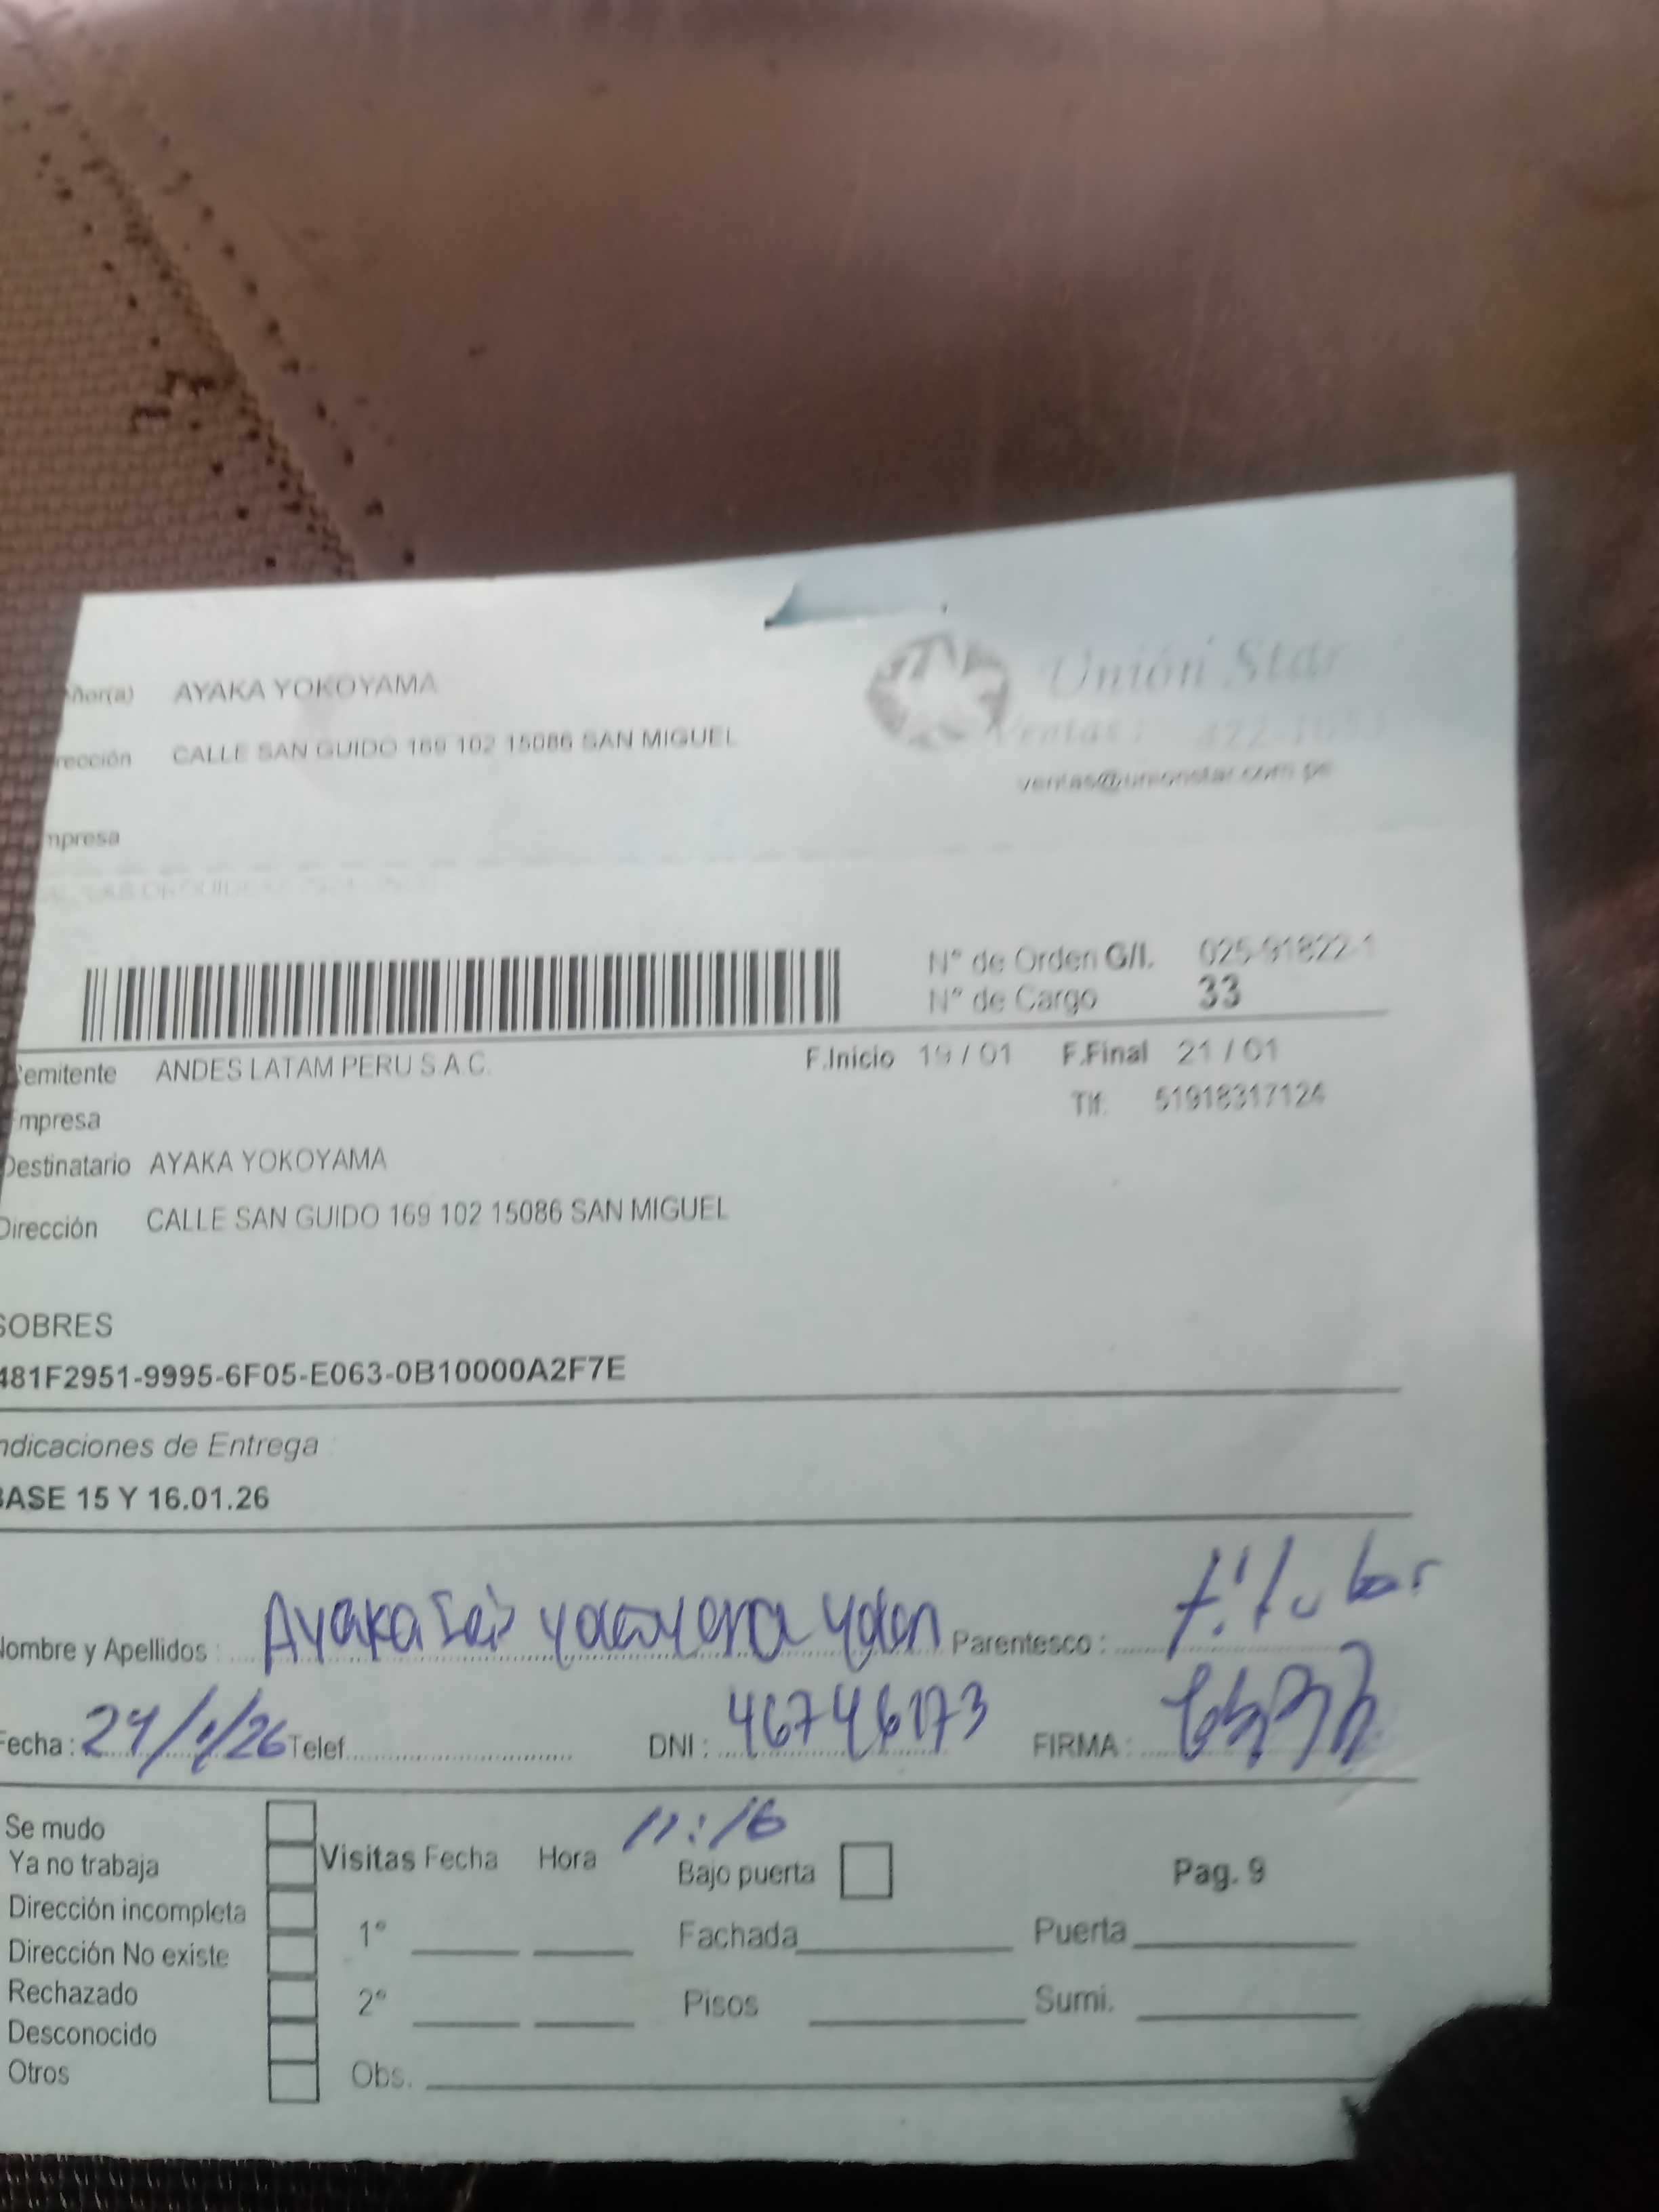 ñor(a) AYAKA YOKOYAMA
rección CALLE SAN GUIDO 169 102 15086 SAN MIGUEL
Unión Star
Ventas
ventas@unionstar.com.pe
mpresa
N° de Orden G/I. 025-91822-1
N° de Cargo 33
emitente ANDES LATAM PERU S.A.C. F.Inicio 19 / 01 F.Final 21 / 01
mpresa Tlf. 51918317124
Destinatario AYAKA YOKOYAMA
Dirección CALLE SAN GUIDO 169 102 15086 SAN MIGUEL
SOBRES
481F2951-9995-6F05-E063-0B10000A2F7E
ndicaciones de Entrega
BASE 15 Y 16.01.26
Nombre y Apellidos : Ayaka Parentesco : titular
Fecha : 24/1/26 Telef. DNI : 46746173 FIRMA :
Se mudo
Ya no trabaja
Dirección incompleta
Dirección No existe
Rechazado
Desconocido
Otros
Visitas Fecha Hora 11:16
1°
2°
Obs.
Bajo puerta
Fachada
Pisos
Pag. 9
Puerta
Sumi.